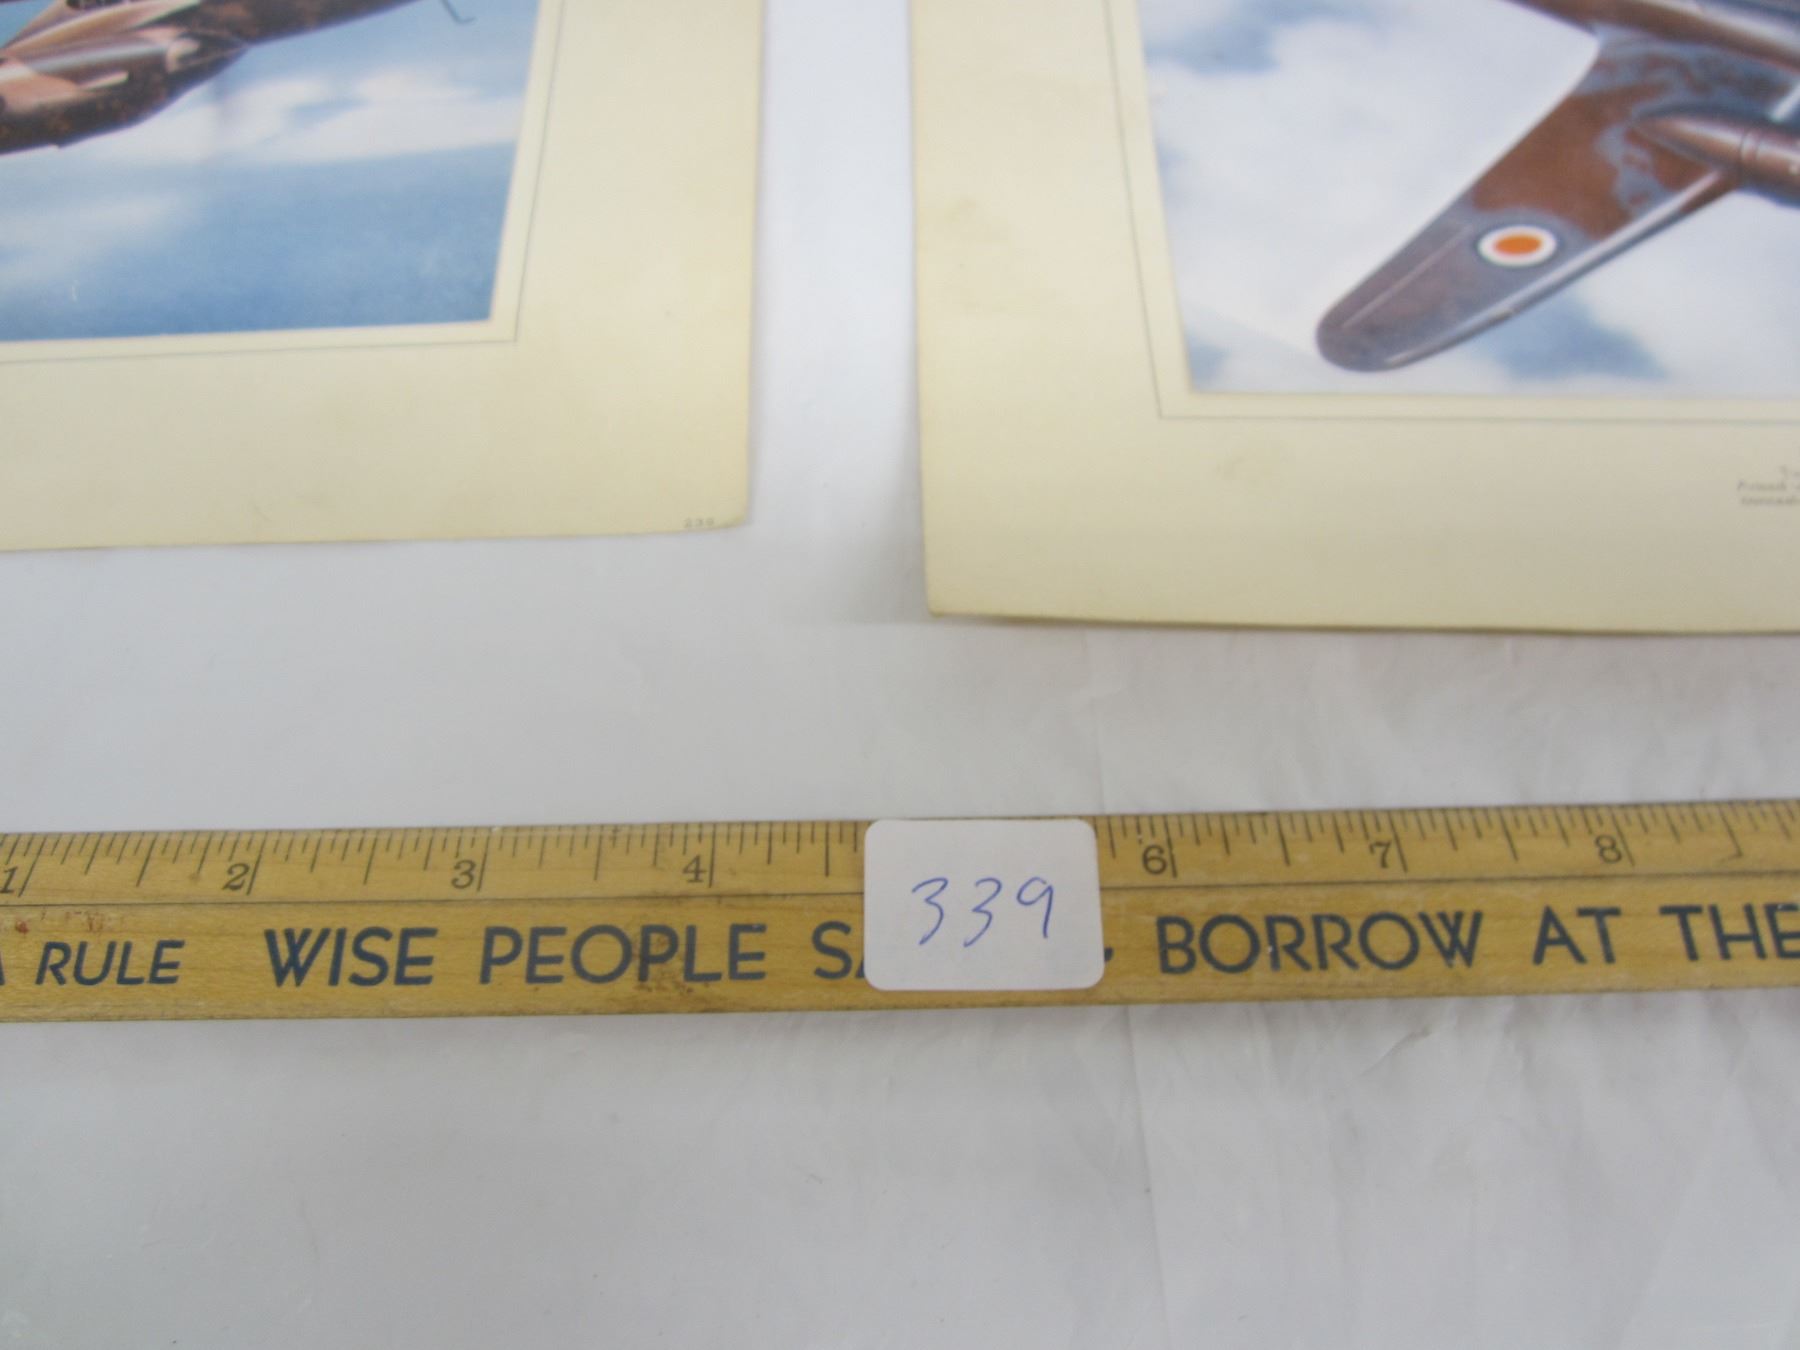 1 2 3 4 6 7 8
RULE WISE PEOPLE BORROW AT THE
339